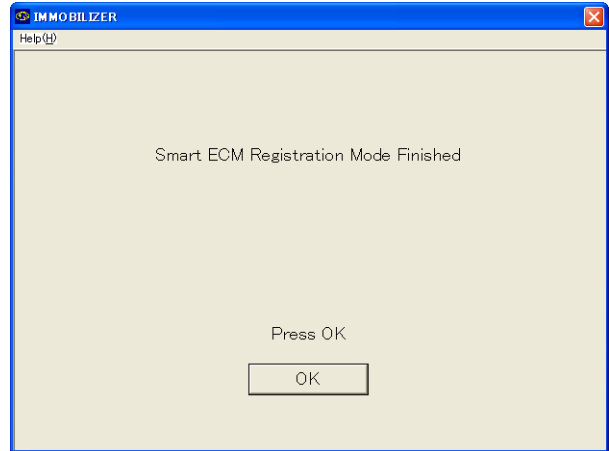 IMMOBILIZER
Help(H)
Smart ECM Registration Mode Finished
Press OK
OK